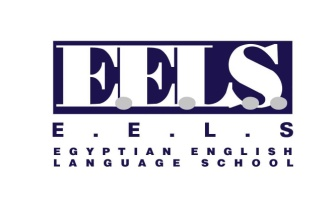 E.E.L.S.
E . E . L . S
EGYPTIAN ENGLISH
LANGUAGE SCHOOL